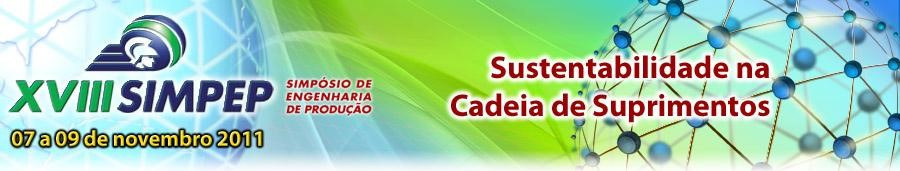 XVIII SIMPEP
SIMPÓSIO DE
ENGENHARIA
DE PRODUÇÃO
07 a 09 de novembro 2011
Sustentabilidade na
Cadeia de Suprimentos